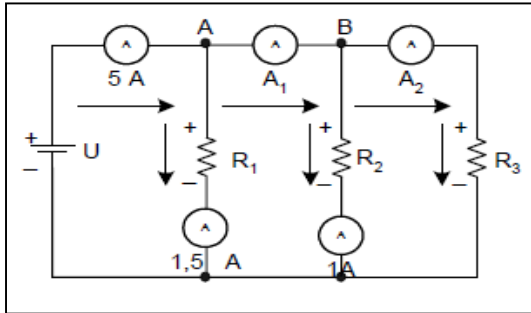 A B
A A A
5 A A₁ A₂
+ + + +
U R₁ R₂ R₃
– – – –
A A
1,5 A 1A